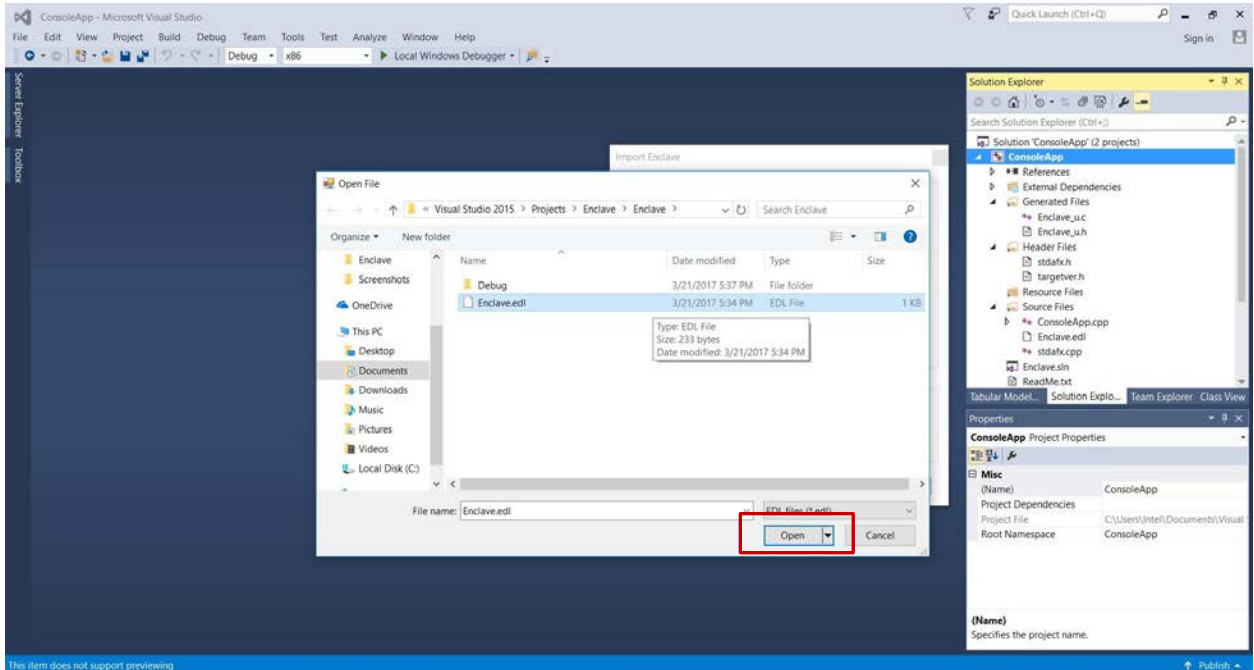 ConsoleApp - Microsoft Visual Studio
Quick Launch (Ctrl+Q)
File Edit View Project Build Debug Team Tools Test Analyze Window Help
Sign in
Debug x86 Local Windows Debugger
Server Explorer
Toolbox
Import Enclave
Open File
« Visual Studio 2015 > Projects > Enclave > Enclave >
Search Enclave
Organize New folder
Enclave
Screenshots
OneDrive
This PC
Desktop
Documents
Downloads
Music
Pictures
Videos
Local Disk (C:)
Name Date modified Type Size
Debug 3/21/2017 5:37 PM File folder
Enclave.edl 3/21/2017 5:34 PM EDL File 1 KB
Type: EDL File
Size: 233 bytes
Date modified: 3/21/2017 5:34 PM
File name: Enclave.edl EDL files (*.edl)
Open Cancel
Solution Explorer
Search Solution Explorer (Ctrl+;)
Solution 'ConsoleApp' (2 projects)
ConsoleApp
References
External Dependencies
Generated Files
Enclave_u.c
Enclave_u.h
Header Files
stdafx.h
targetver.h
Resource Files
Source Files
ConsoleApp.cpp
Enclave.edl
stdafx.cpp
Enclave.sln
ReadMe.txt
Tabular Model... Solution Explo... Team Explorer Class View
Properties
ConsoleApp Project Properties
Misc
(Name) ConsoleApp
Project Dependencies
Project File C:\Users\Intel\Documents\Visual
Root Namespace ConsoleApp
(Name)
Specifies the project name.
This item does not support previewing
Publish